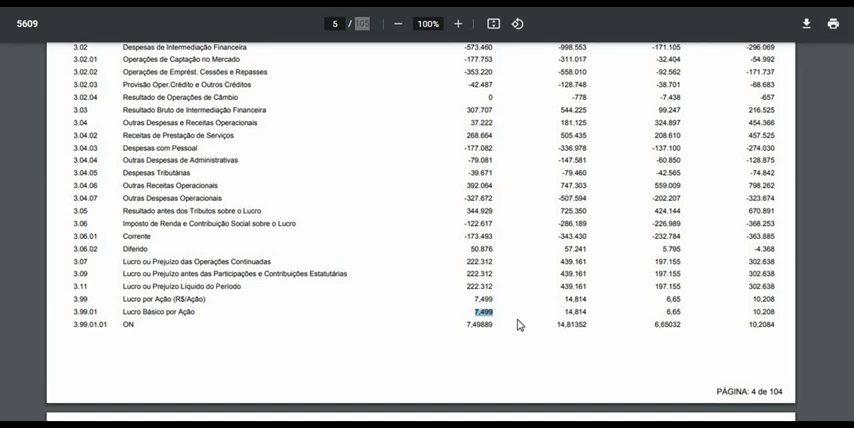 5609
5 / 105
100%
3.02 Despesas de Intermediação Financeira -573.460 -998.553 -171.105 -296.069
3.02.01 Operações de Captação no Mercado -177.753 -311.017 -32.404 -54.992
3.02.02 Operações de Emprést. Cessões e Repasses -353.220 -558.010 -92.562 -171.737
3.02.03 Provisão Oper.Crédito e Outros Créditos -42.487 -128.748 -38.701 -68.683
3.02.04 Resultado de Operações de Câmbio 0 -778 -7.438 -657
3.03 Resultado Bruto de Intermediação Financeira 307.707 544.225 99.247 216.525
3.04 Outras Despesas e Receitas Operacionais 37.222 181.125 324.897 454.366
3.04.02 Receitas de Prestação de Serviços 268.664 505.435 208.610 457.525
3.04.03 Despesas com Pessoal -177.082 -336.978 -137.100 -274.030
3.04.04 Outras Despesas de Administrativas -79.081 -147.581 -60.850 -128.875
3.04.05 Despesas Tributárias -39.671 -79.460 -42.565 -74.842
3.04.06 Outras Receitas Operacionais 392.064 747.303 559.009 798.262
3.04.07 Outras Despesas Operacionais -327.672 -507.594 -202.207 -323.674
3.05 Resultado antes dos Tributos sobre o Lucro 344.929 725.350 424.144 670.891
3.06 Imposto de Renda e Contribuição Social sobre o Lucro -122.617 -286.189 -226.989 -368.253
3.06.01 Corrente -173.493 -343.430 -232.784 -363.885
3.06.02 Diferido 50.876 57.241 5.795 -4.368
3.07 Lucro ou Prejuízo das Operações Continuadas 222.312 439.161 197.155 302.638
3.09 Lucro ou Prejuízo antes das Participações e Contribuições Estatutárias 222.312 439.161 197.155 302.638
3.11 Lucro ou Prejuízo Líquido do Período 222.312 439.161 197.155 302.638
3.99 Lucro por Ação (R$/Ação) 7,499 14,814 6,65 10,208
3.99.01 Lucro Básico por Ação 7,499 14,814 6,65 10,208
3.99.01.01 ON 7,49889 14,81352 6,65032 10,2084
PÁGINA: 4 de 104